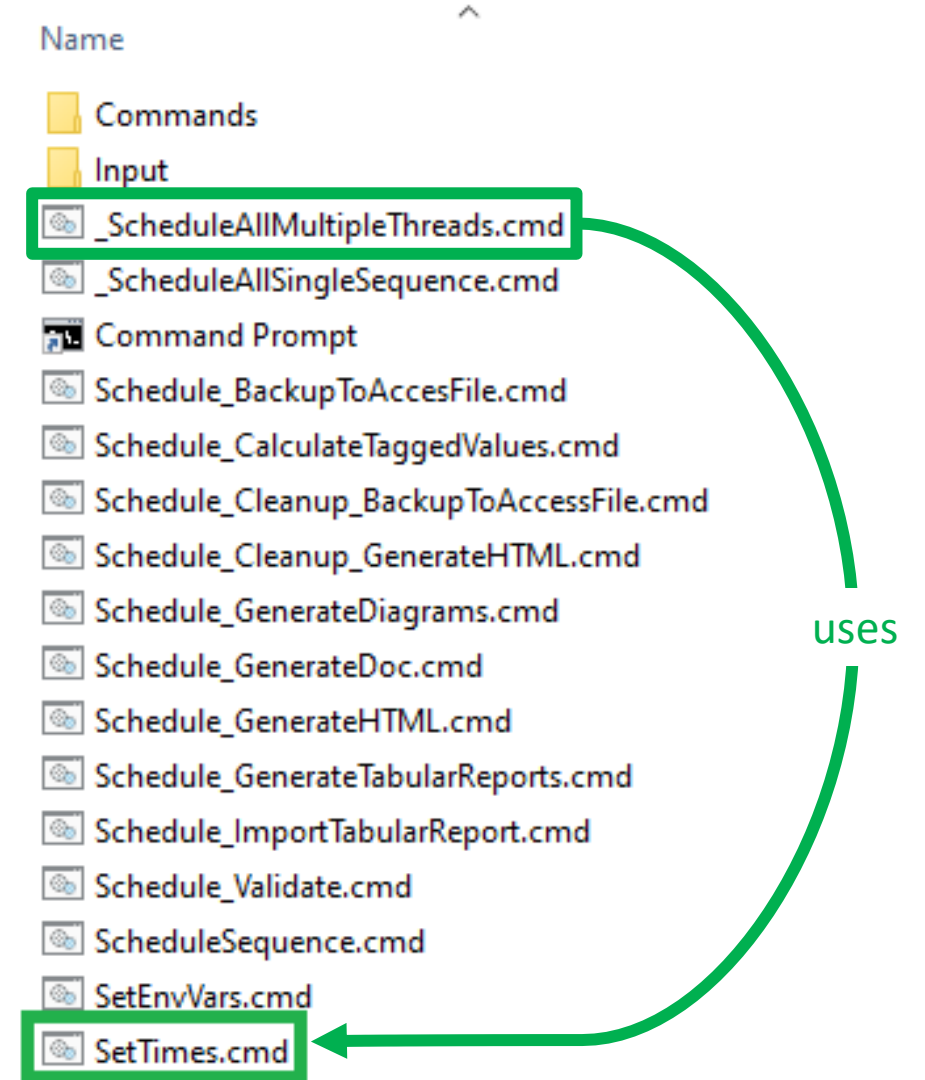 Name
Commands
Input
_ScheduleAllMultipleThreads.cmd
_ScheduleAllSingleSequence.cmd
Command Prompt
Schedule_BackupToAccesFile.cmd
Schedule_CalculateTaggedValues.cmd
Schedule_Cleanup_BackupToAccessFile.cmd
Schedule_Cleanup_GenerateHTML.cmd
Schedule_GenerateDiagrams.cmd
uses
Schedule_GenerateDoc.cmd
Schedule_GenerateHTML.cmd
Schedule_GenerateTabularReports.cmd
Schedule_ImportTabularReport.cmd
Schedule_Validate.cmd
ScheduleSequence.cmd
SetEnvVars.cmd
SetTimes.cmd